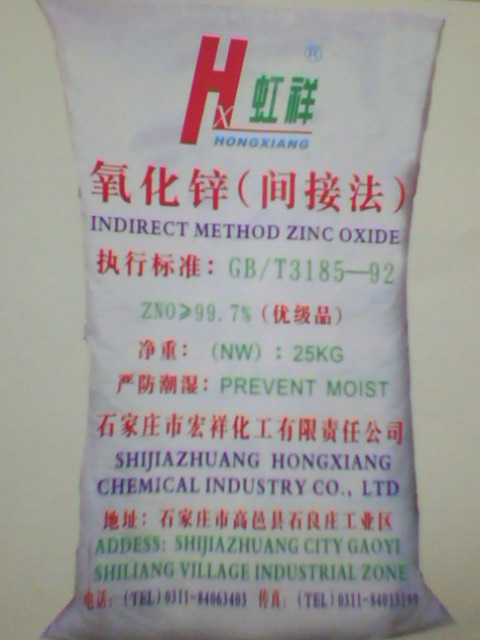 Hx 虹祥 ®
HONGXIANG
氧化锌(间接法)
INDIRECT METHOD ZINC OXIDE
执行标准: GB/T3185—92
ZNO≥99.7% (优级品)
净重: (NW): 25KG
严防潮湿: PREVENT MOIST
石家庄市宏祥化工有限责任公司
SHIJIAZHUANG HONGXIANG
CHEMICAL INDUSTRY CO., LTD
地址: 石家庄市高邑县石良庄工业区
ADDESS: SHIJIAZHUANG CITY GAOYI
SHILIANG VILLAGE INDUSTRIAL ZONE
电话: (TEL)0311-84063403 传真: (TEL)0311-